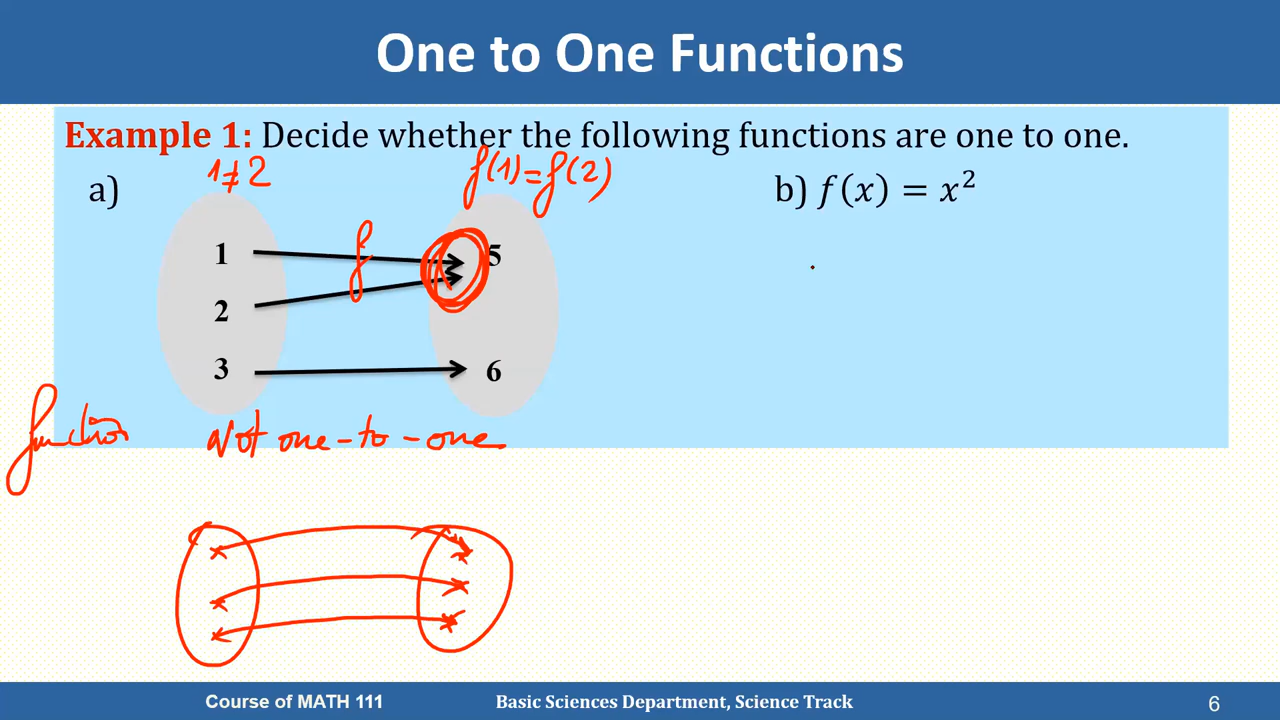 One to One Functions
Example 1: Decide whether the following functions are one to one.
1≠2
f(1)=f(2)
a)
b) f(x) = x²
1
f
5
2
3
6
function
Not one-to-one
Course of MATH 111
Basic Sciences Department, Science Track
6